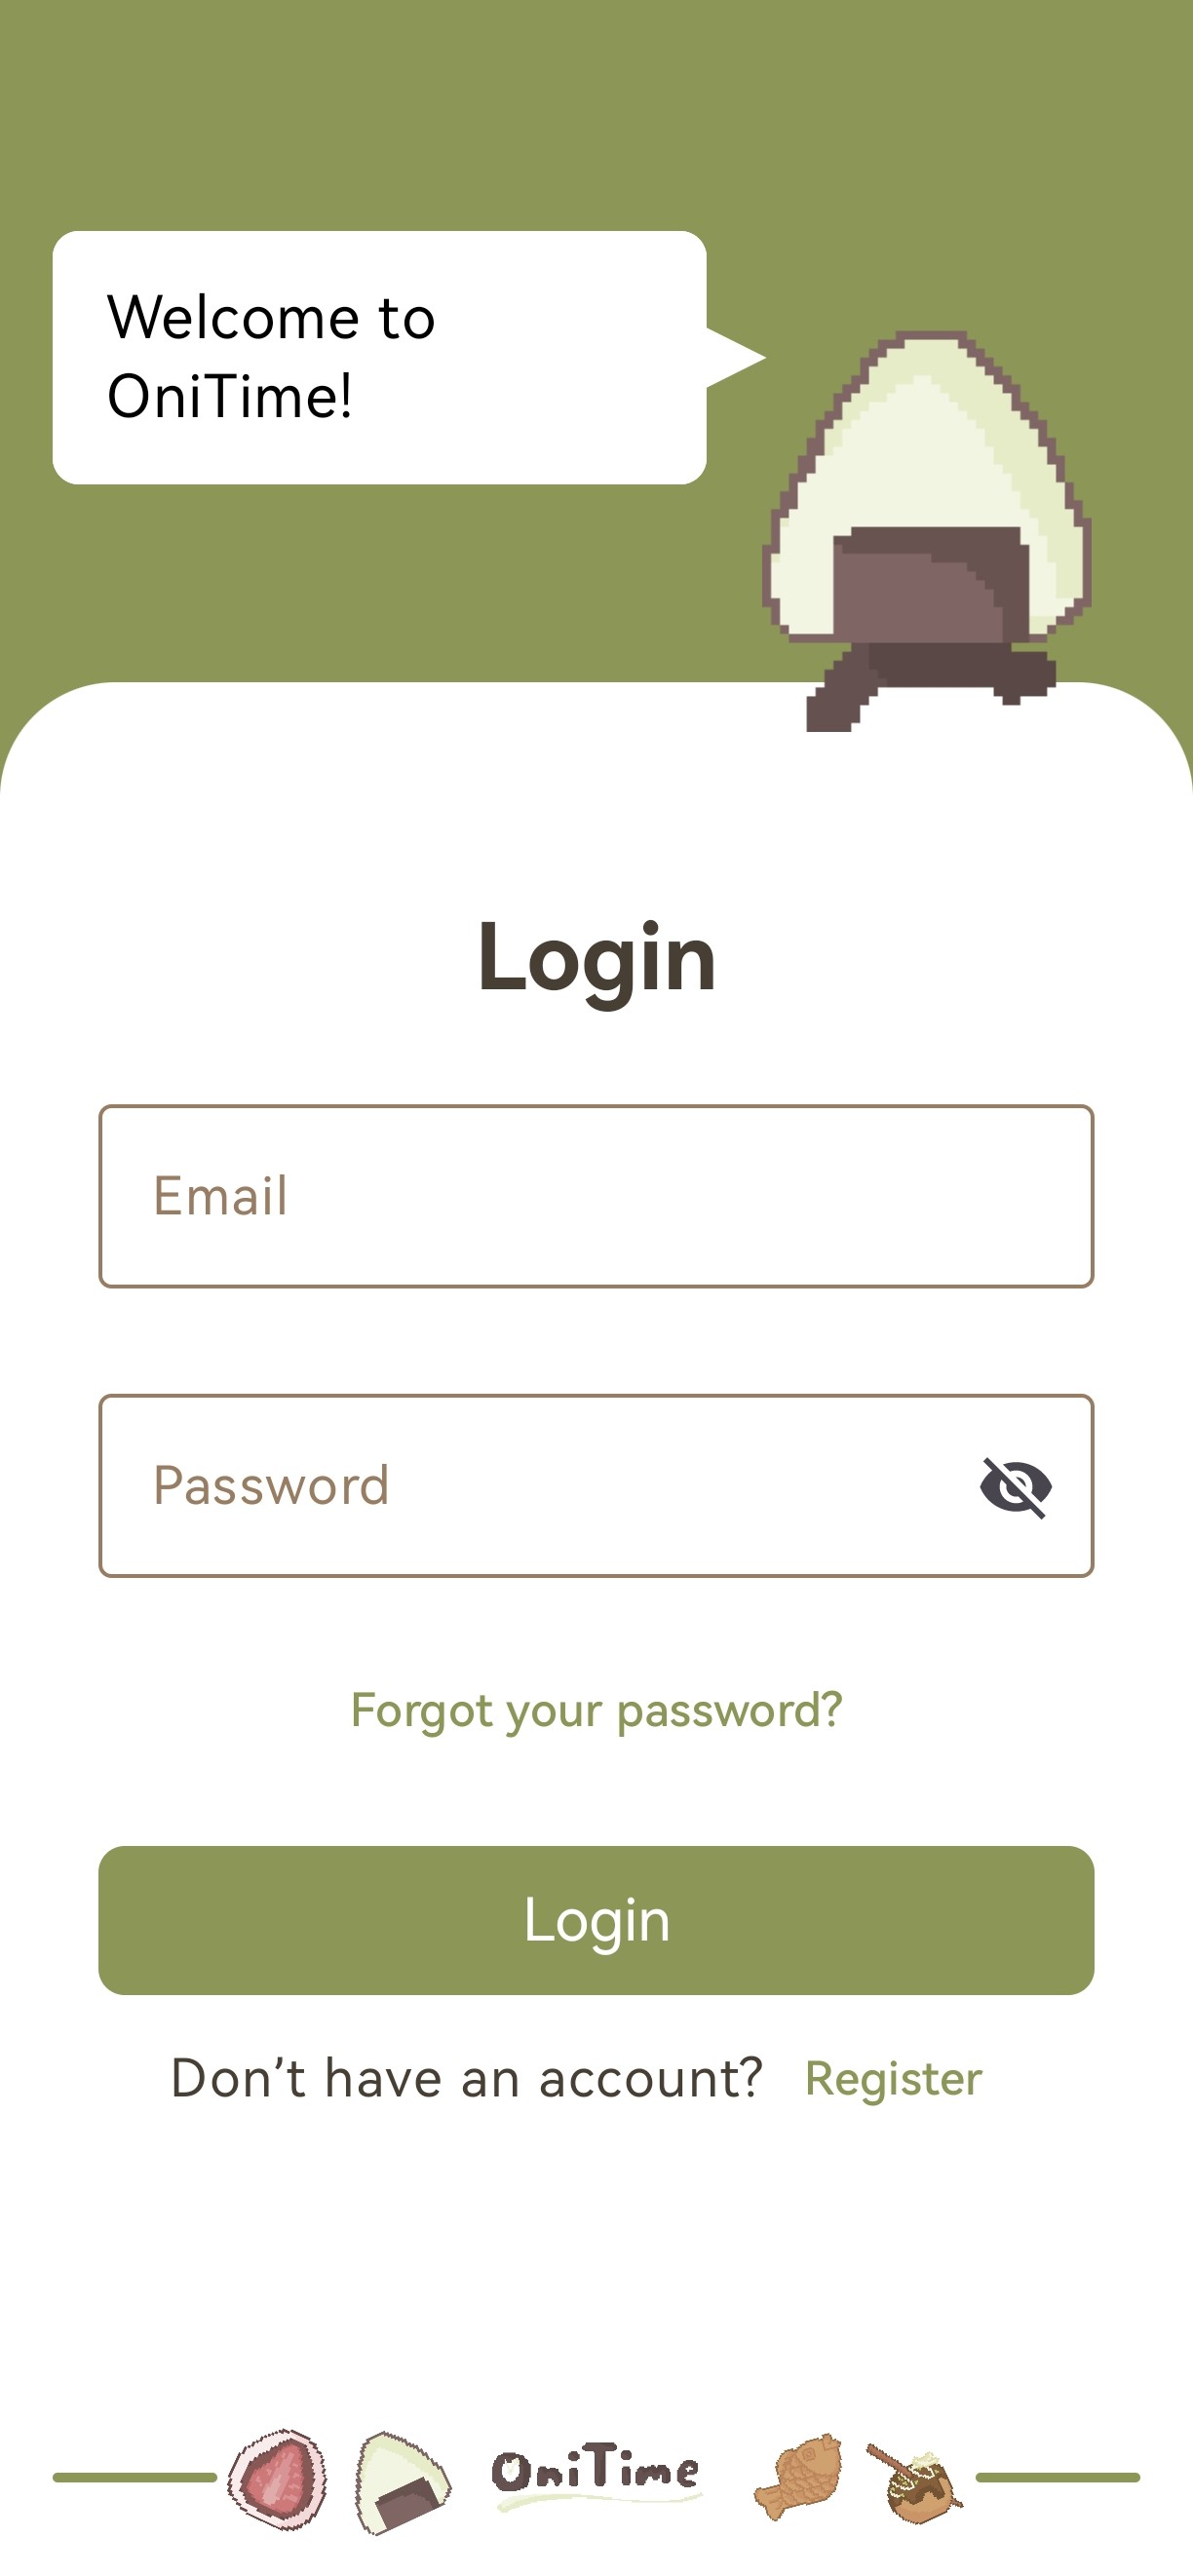 Welcome to
OniTime!
Login
Email
Password
Forgot your password?
Login
Don’t have an account? Register
OniTime